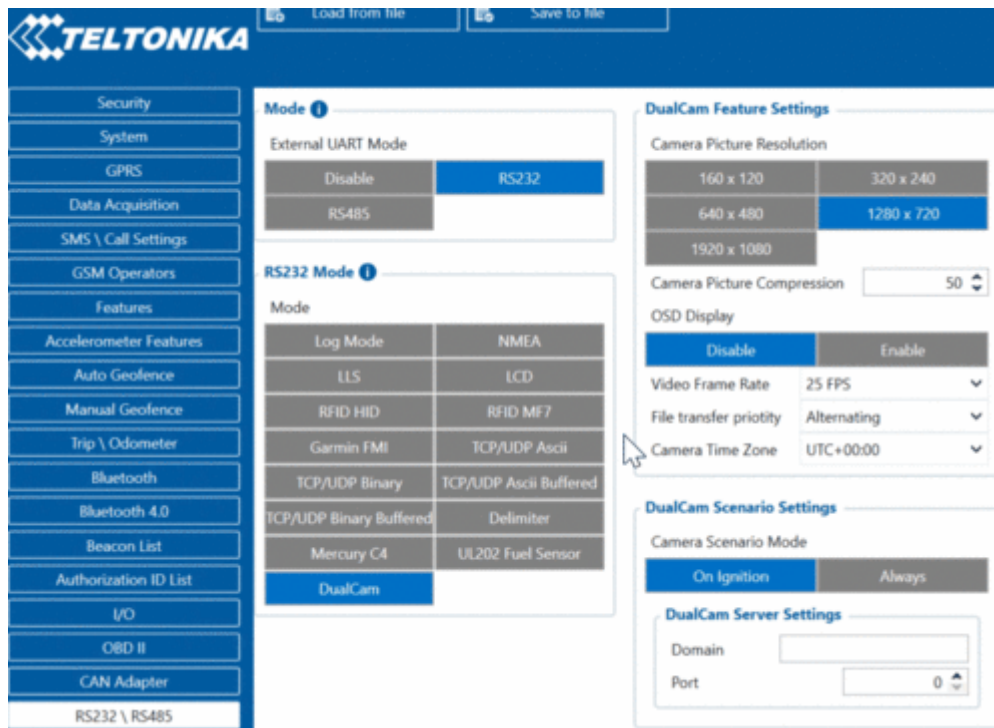 Load from file
Save to file
TELTONIKA
Security
System
GPRS
Data Acquisition
SMS \ Call Settings
GSM Operators
Features
Accelerometer Features
Auto Geofence
Manual Geofence
Trip \ Odometer
Bluetooth
Bluetooth 4.0
Beacon List
Authorization ID List
I/O
OBD II
CAN Adapter
RS232 \ RS485
Mode
External UART Mode
Disable RS232
RS485
RS232 Mode
Mode
Log Mode NMEA
LLS LCD
RFID HID RFID MF7
Garmin FMI TCP/UDP Ascii
TCP/UDP Binary TCP/UDP Ascii Buffered
TCP/UDP Binary Buffered Delimiter
Mercury C4 UL202 Fuel Sensor
DualCam
DualCam Feature Settings
Camera Picture Resolution
160 x 120 320 x 240
640 x 480 1280 x 720
1920 x 1080
Camera Picture Compression 50
OSD Display
Disable Enable
Video Frame Rate 25 FPS
File transfer priotity Alternating
Camera Time Zone UTC+00:00
DualCam Scenario Settings
Camera Scenario Mode
On Ignition Always
DualCam Server Settings
Domain
Port 0